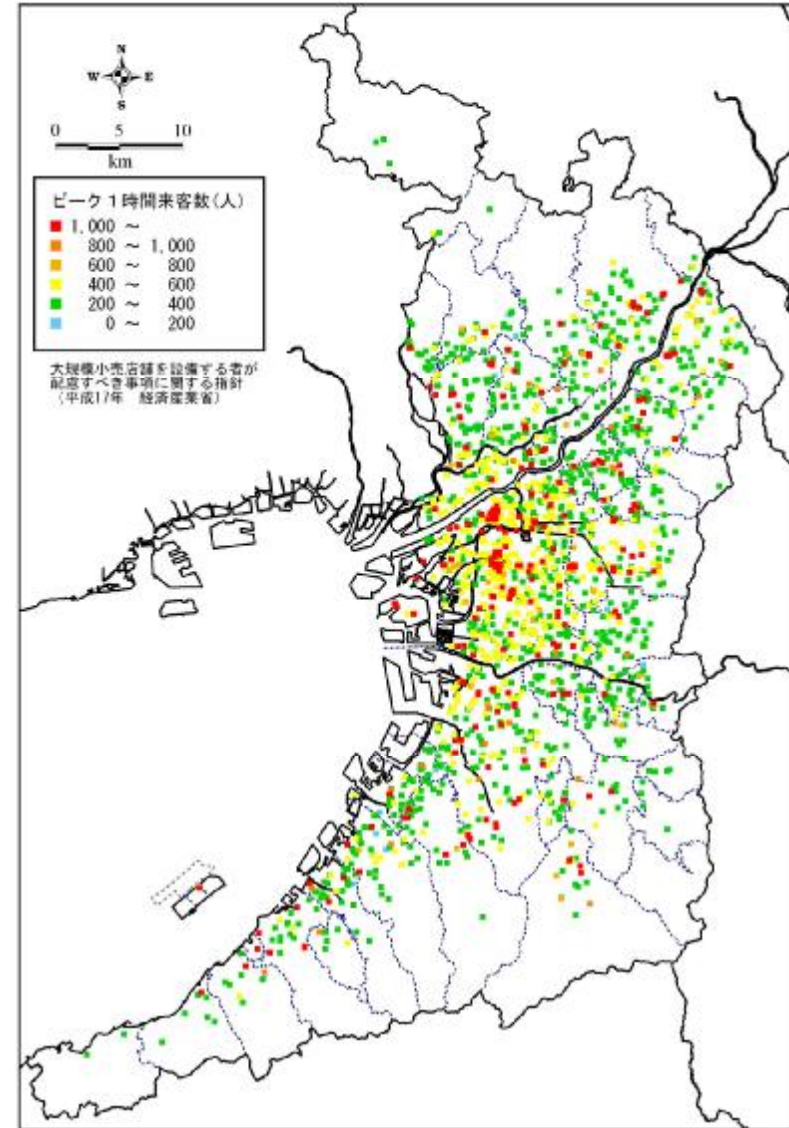 N
W E
S
0 5 10
km
ピーク1時間来客数(人)
1,000 ～
800 ～ 1,000
600 ～ 800
400 ～ 600
200 ～ 400
0 ～ 200
大規模小売店舗を設備する者が
配慮すべき事項に関する指針
(平成17年 経済産業省)